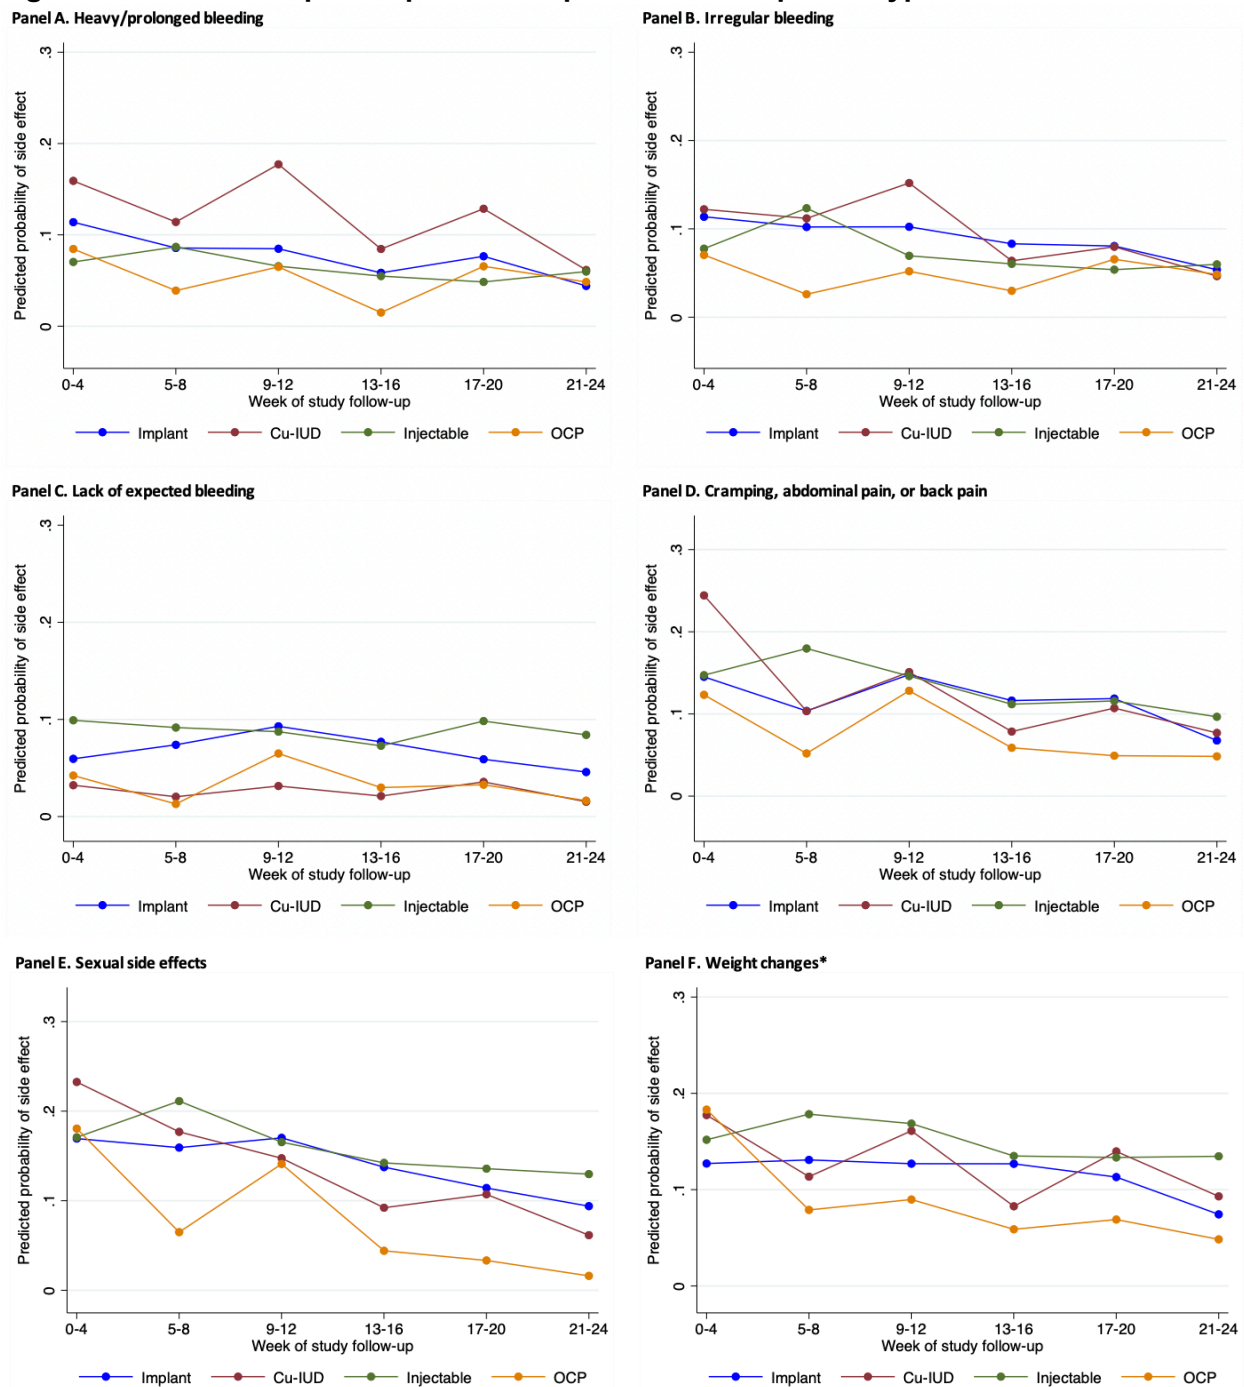 Panel A. Heavy/prolonged bleeding
Predicted probability of side effect
.3
.2
.1
0
0-4 5-8 9-12 13-16 17-20 21-24
Week of study follow-up
Implant Cu-IUD Injectable OCP
Panel B. Irregular bleeding
Predicted probability of side effect
.3
.2
.1
0
0-4 5-8 9-12 13-16 17-20 21-24
Week of study follow-up
Implant Cu-IUD Injectable OCP
Panel C. Lack of expected bleeding
Predicted probability of side effect
.3
.2
.1
0
0-4 5-8 9-12 13-16 17-20 21-24
Week of study follow-up
Implant Cu-IUD Injectable OCP
Panel D. Cramping, abdominal pain, or back pain
Predicted probability of side effect
.3
.2
.1
0
0-4 5-8 9-12 13-16 17-20 21-24
Week of study follow-up
Implant Cu-IUD Injectable OCP
Panel E. Sexual side effects
Predicted probability of side effect
.3
.2
.1
0
0-4 5-8 9-12 13-16 17-20 21-24
Week of study follow-up
Implant Cu-IUD Injectable OCP
Panel F. Weight changes*
Predicted probability of side effect
.3
.2
.1
0
0-4 5-8 9-12 13-16 17-20 21-24
Week of study follow-up
Implant Cu-IUD Injectable OCP